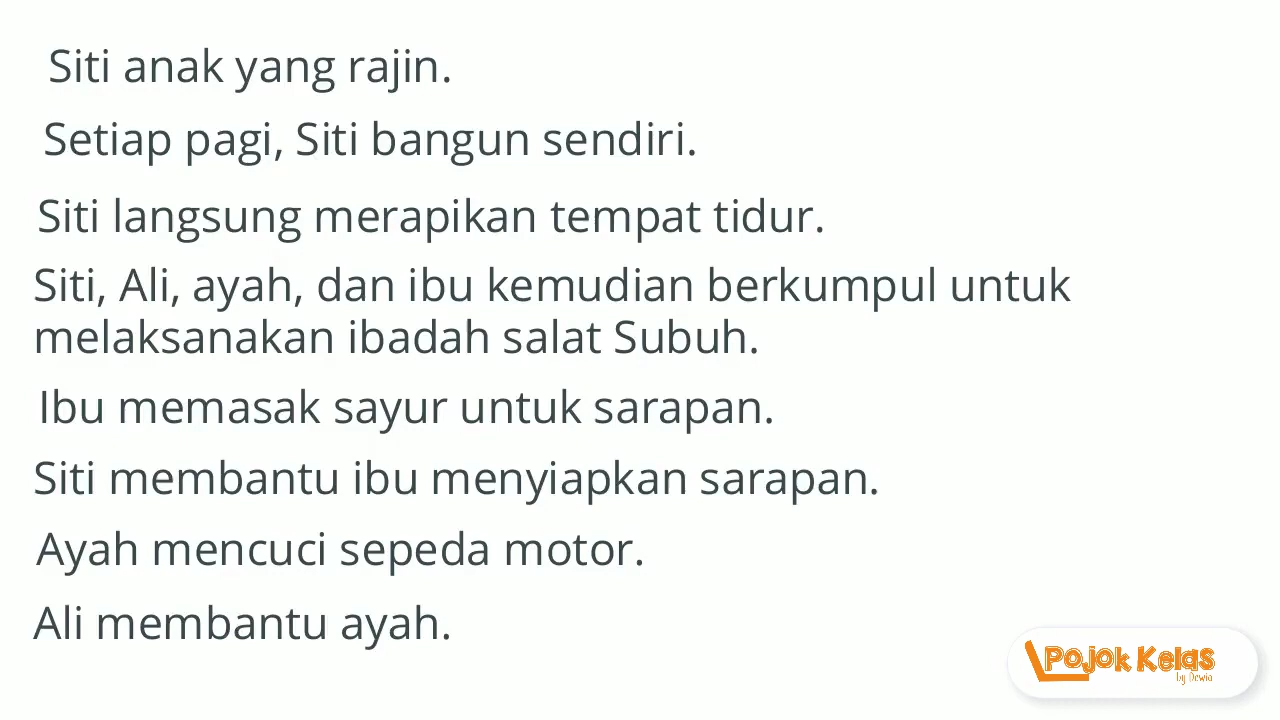 Siti anak yang rajin.
Setiap pagi, Siti bangun sendiri.
Siti langsung merapikan tempat tidur.
Siti, Ali, ayah, dan ibu kemudian berkumpul untuk
melaksanakan ibadah salat Subuh.
Ibu memasak sayur untuk sarapan.
Siti membantu ibu menyiapkan sarapan.
Ayah mencuci sepeda motor.
Ali membantu ayah.
Pojok Kelas
by Dewia